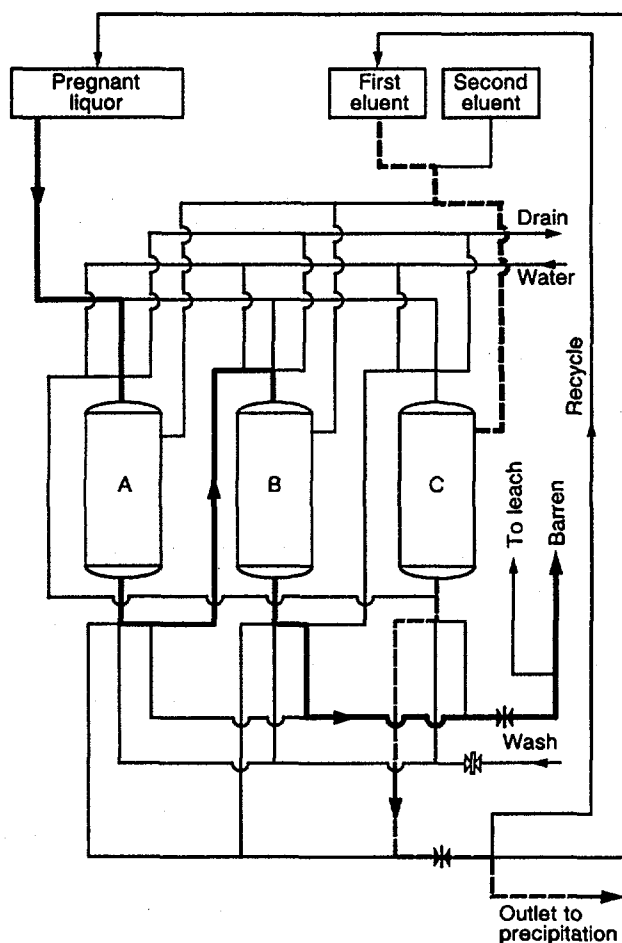 Pregnant
liquor
First
eluent
Second
eluent
Drain
Water
Recycle
A
B
C
To leach
Barren
Wash
Outlet to
precipitation